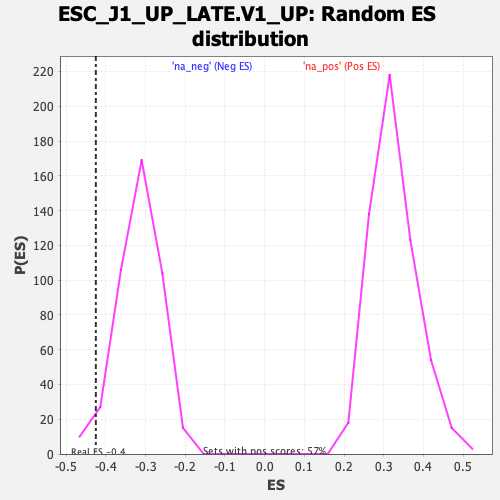 ESC_J1_UP_LATE.V1_UP: Random ES
distribution
'na_neg' (Neg ES) 'na_pos' (Pos ES)
220
200
180
160
140
120
100
80
60
40
20
0
P(ES)
Real ES -0.4
Sets with pos scores: 57%
-0.5 -0.4 -0.3 -0.2 -0.1 0.0 0.1 0.2 0.3 0.4 0.5
ES